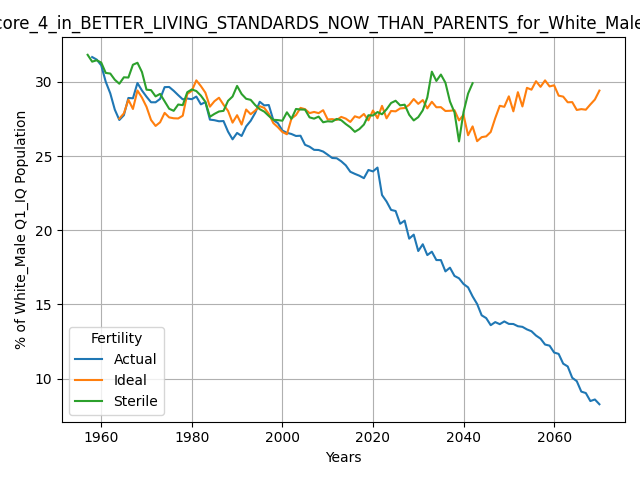 core_4_in_BETTER_LIVING_STANDARDS_NOW_THAN_PARENTS_for_White_Male
% of White_Male Q1_IQ Population
30
25
20
15
10
Fertility
Actual
Ideal
Sterile
1960 1980 2000 2020 2040 2060
Years